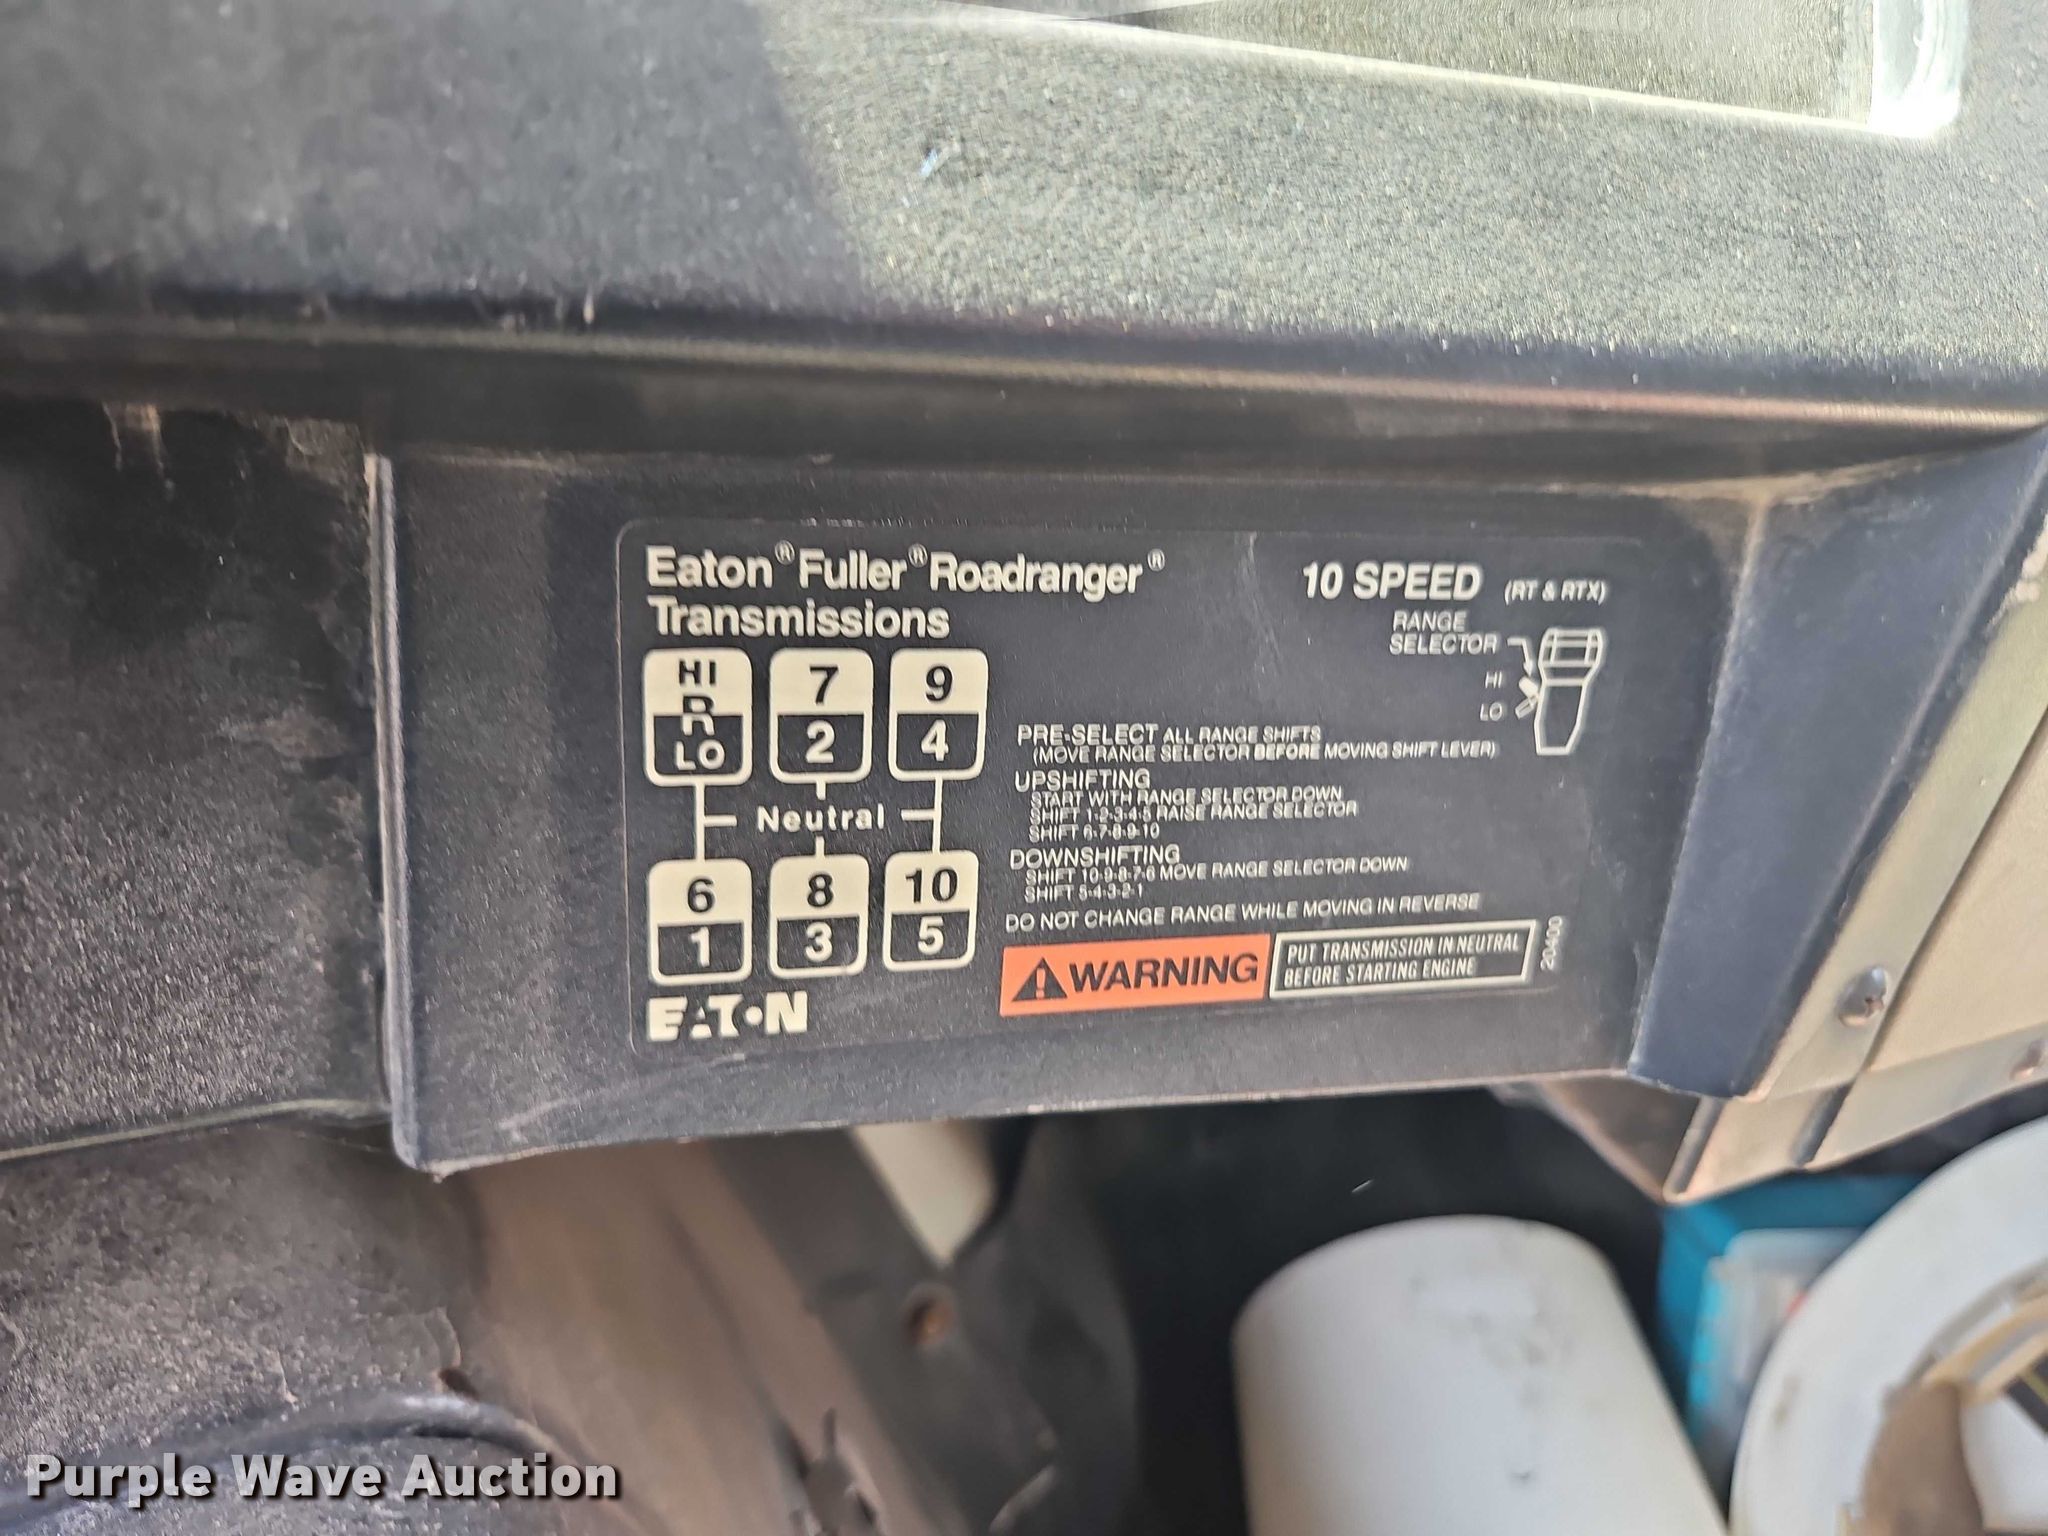 Eaton® Fuller® Roadranger®
Transmissions
10 SPEED (RT & RTX)
RANGE
SELECTOR
HI
LO
HI 7 9
R
LO 2 4
Neutral
6 8 10
1 3 5
EATON
PRE-SELECT ALL RANGE SHIFTS
(MOVE RANGE SELECTOR BEFORE MOVING SHIFT LEVER)
UPSHIFTING
START WITH RANGE SELECTOR DOWN
SHIFT 1-2-3-4-5 RAISE RANGE SELECTOR
SHIFT 6-7-8-9-10
DOWNSHIFTING
SHIFT 10-9-8-7-6 MOVE RANGE SELECTOR DOWN
SHIFT 5-4-3-2-1
DO NOT CHANGE RANGE WHILE MOVING IN REVERSE
WARNING
PUT TRANSMISSION IN NEUTRAL
BEFORE STARTING ENGINE
20400
Purple Wave Auction